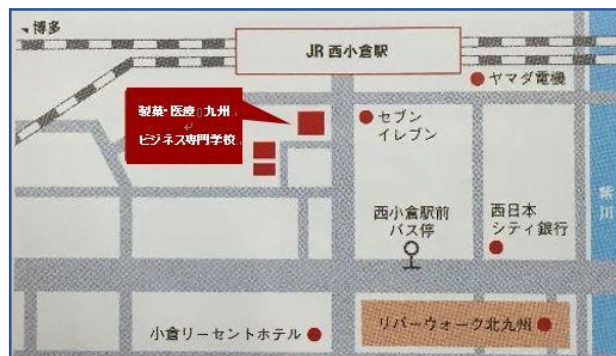 博多
JR 西小倉駅
ヤマダ電機
製菓・医療 九州
ビジネス専門学校
セブン
イレブン
西小倉駅前
バス停
西日本
シティ銀行
紫川
小倉リーセントホテル
リバーウォーク北九州